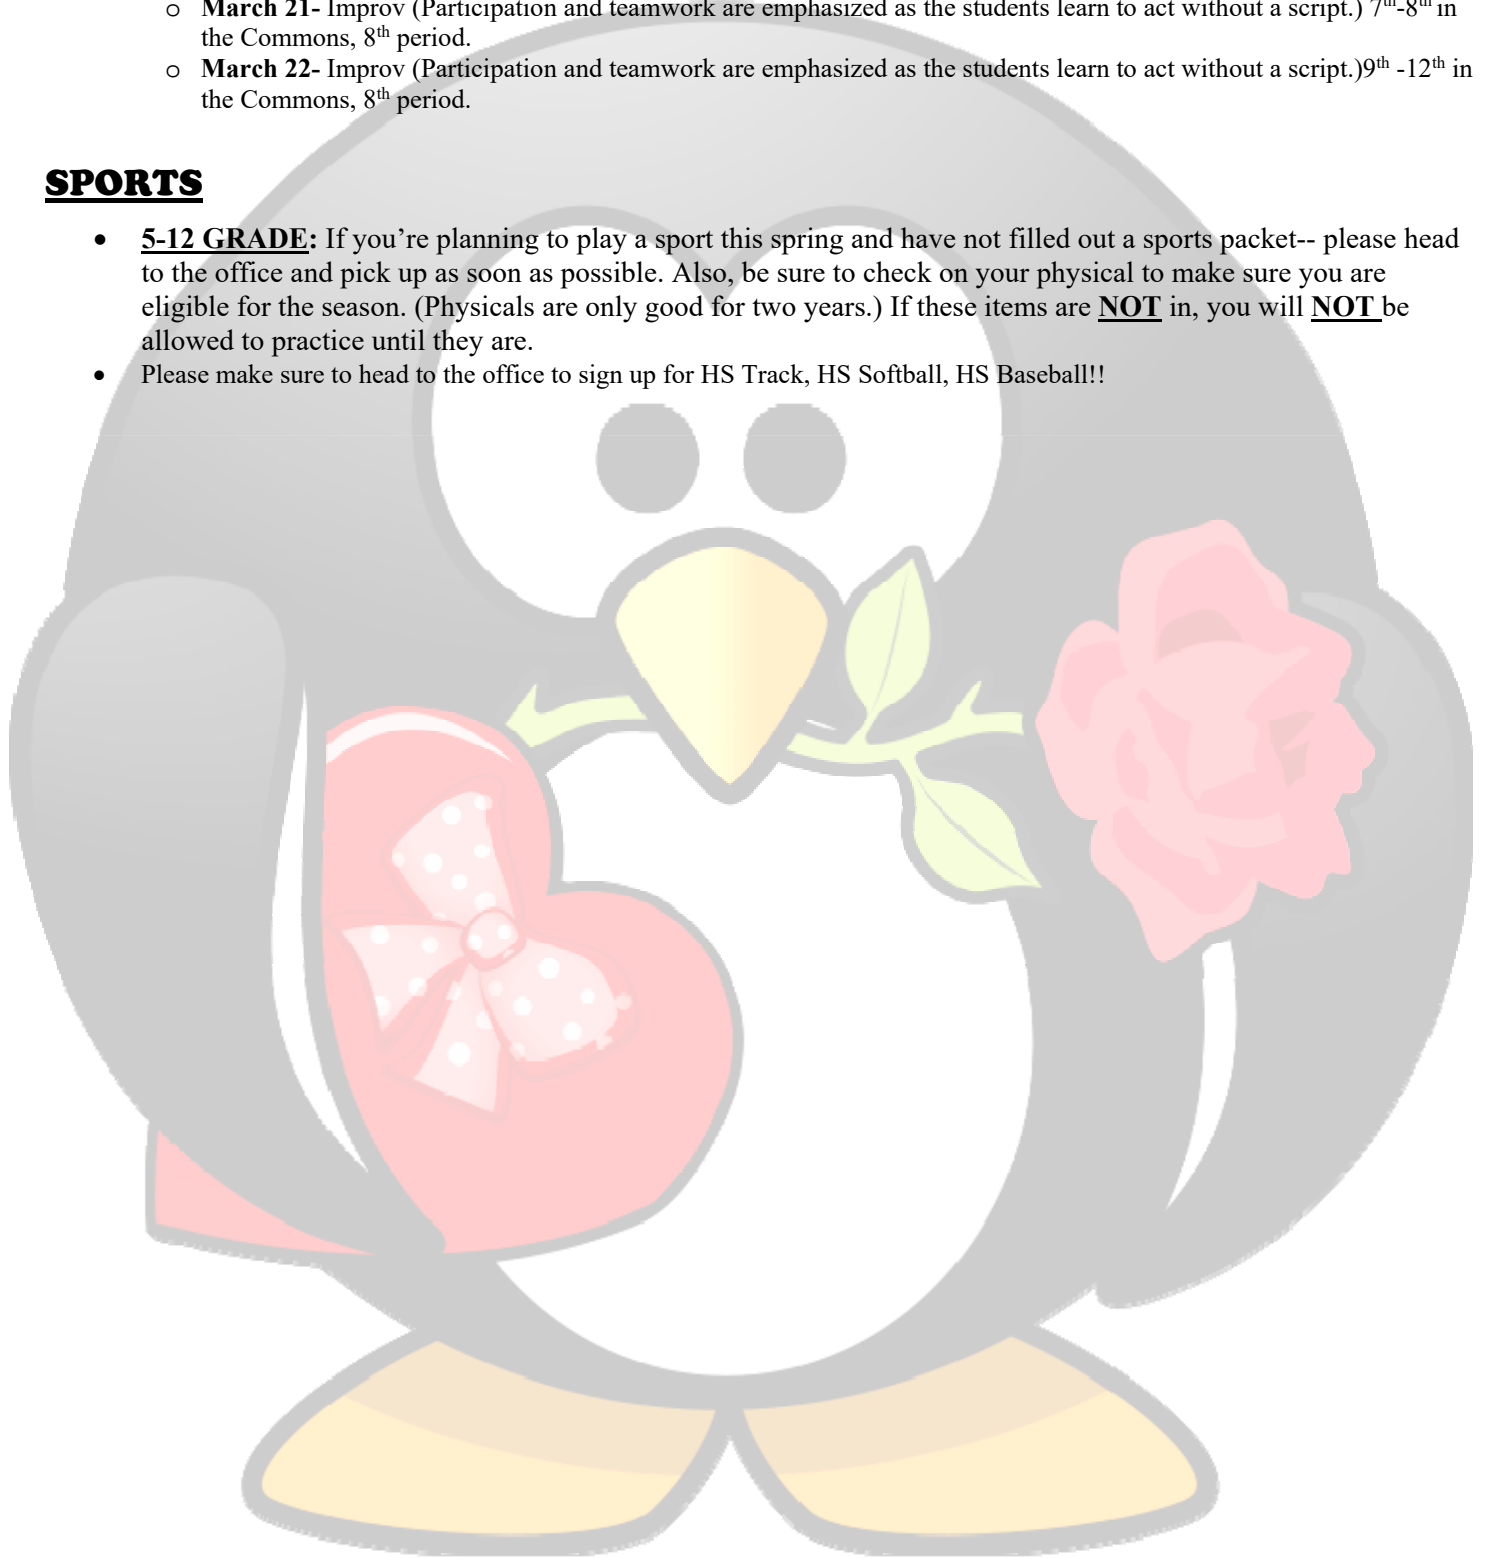 o March 21- Improv (Participation and teamwork are emphasized as the students learn to act without a script.) 7th-8th in
the Commons, 8th period.
o March 22- Improv (Participation and teamwork are emphasized as the students learn to act without a script.)9th -12th in
the Commons, 8th period.
SPORTS
• 5-12 GRADE: If you’re planning to play a sport this spring and have not filled out a sports packet-- please head
to the office and pick up as soon as possible. Also, be sure to check on your physical to make sure you are
eligible for the season. (Physicals are only good for two years.) If these items are NOT in, you will NOT be
allowed to practice until they are.
• Please make sure to head to the office to sign up for HS Track, HS Softball, HS Baseball!!